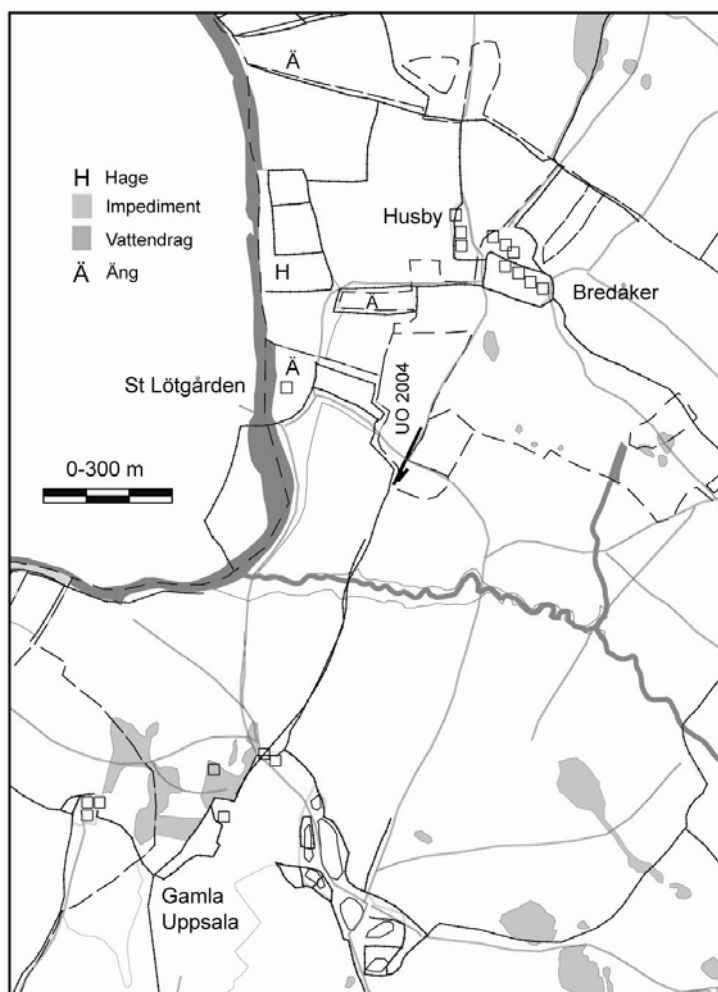 Ä
H Hage
Impediment
Vattendrag
Ä Äng
Husby
H
Bredåker
Ä
Ä
St Lötgården
UO 2004
0-300 m
Gamla
Uppsala